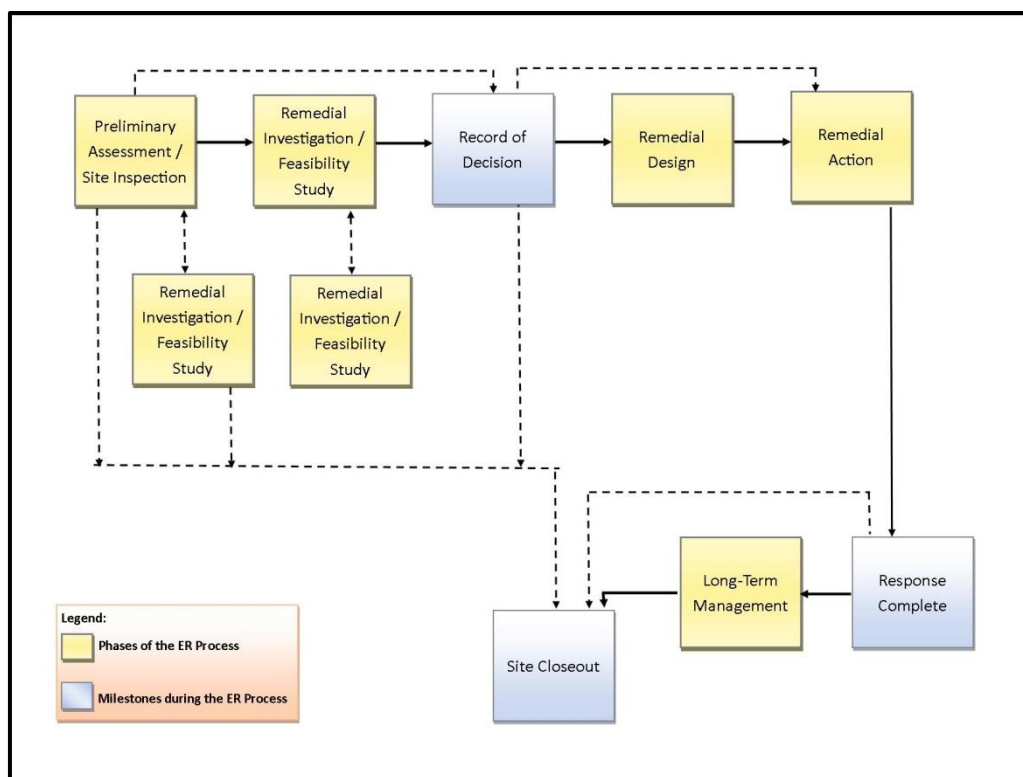 Preliminary
Assessment /
Site Inspection
Remedial
Investigation /
Feasibility
Study
Record of
Decision
Remedial
Design
Remedial
Action
Remedial
Investigation /
Feasibility
Study
Remedial
Investigation /
Feasibility
Study
Long-Term
Management
Response
Complete
Site Closeout
Legend:
Phases of the ER Process
Milestones during the ER Process